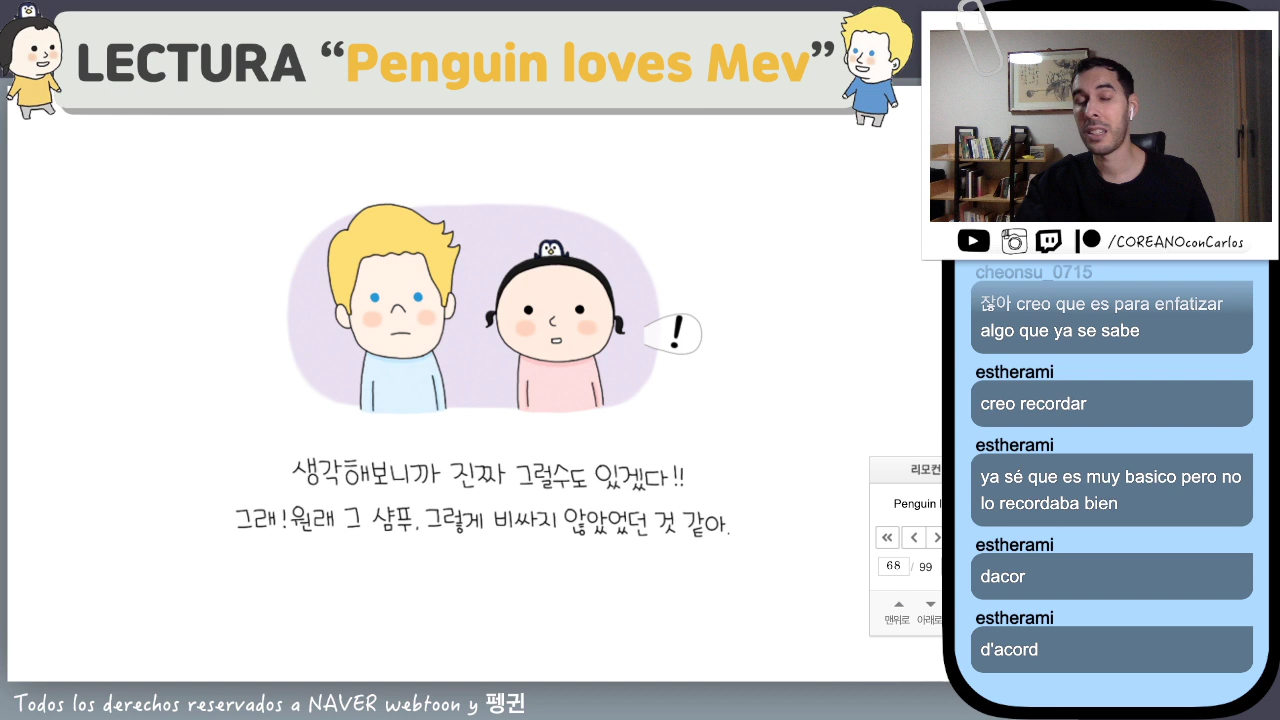 LECTURA “Penguin loves Mev”
!
생각해보니까 진짜 그럴수도 있겠다!!
그래! 원래 그 샴푸, 그렇게 비싸지 않았었던 것 같아.
리모컨
Penguin l
68 / 99
맨위로 아래로
/COREANOconCarlos
cheonsu_0715
잖아 creo que es para enfatizar
algo que ya se sabe
estherami
creo recordar
estherami
ya sé que es muy basico pero no
lo recordaba bien
estherami
dacor
estherami
d'acord
Todos los derechos reservados a NAVER webtoon y 펭귄